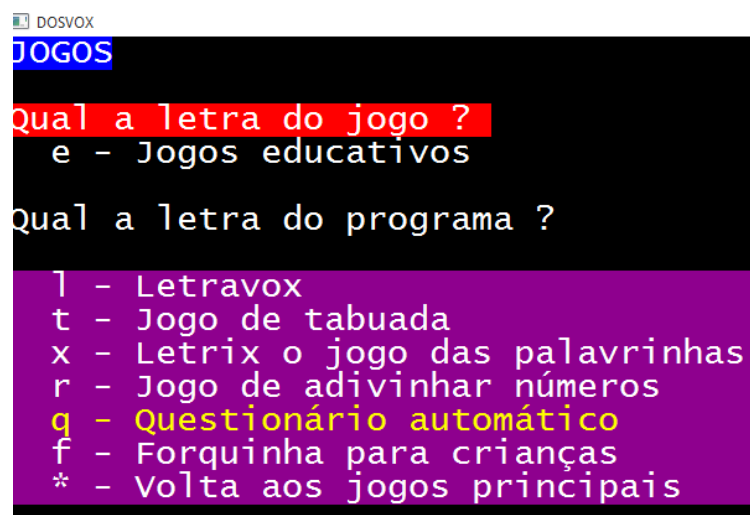 DOSVOX
JOGOS
Qual a letra do jogo ?
e - Jogos educativos
Qual a letra do programa ?
l - Letravox
t - Jogo de tabuada
x - Letrix o jogo das palavrinhas
r - Jogo de adivinhar números
q - Questionário automático
f - Forquinha para crianças
* - Volta aos jogos principais